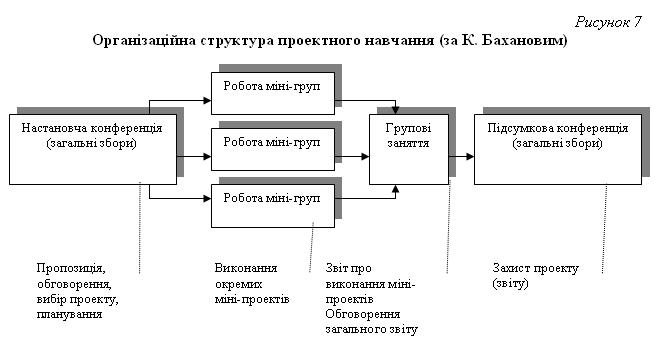 Рисунок 7
Організаційна структура проектного навчання (за К. Бахановим)
Робота міні-груп
Настановча конференція
(загальні збори)
Робота міні-груп
Групові
заняття
Підсумкова конференція
(загальні збори)
Робота міні-груп
Пропозиція,
обговорення,
вибір проекту,
планування
Виконання
окремих
міні-проектів
Звіт про
виконання міні-
проектів
Обговорення
загального звіту
Захист проекту
(звіту)